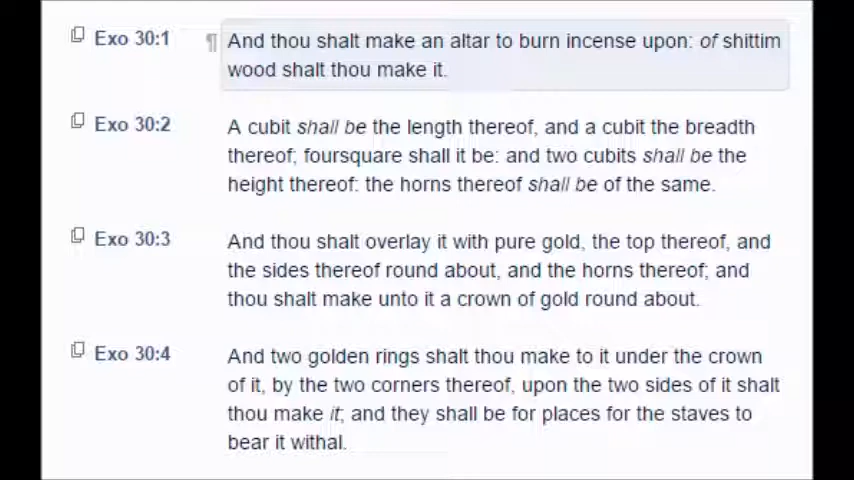 Exo 30:1 ¶ And thou shalt make an altar to burn incense upon: of shittim
wood shalt thou make it.
Exo 30:2 A cubit shall be the length thereof, and a cubit the breadth
thereof; foursquare shall it be: and two cubits shall be the
height thereof: the horns thereof shall be of the same.
Exo 30:3 And thou shalt overlay it with pure gold, the top thereof, and
the sides thereof round about, and the horns thereof; and
thou shalt make unto it a crown of gold round about.
Exo 30:4 And two golden rings shalt thou make to it under the crown
of it, by the two corners thereof, upon the two sides of it shalt
thou make it; and they shall be for places for the staves to
bear it withal.